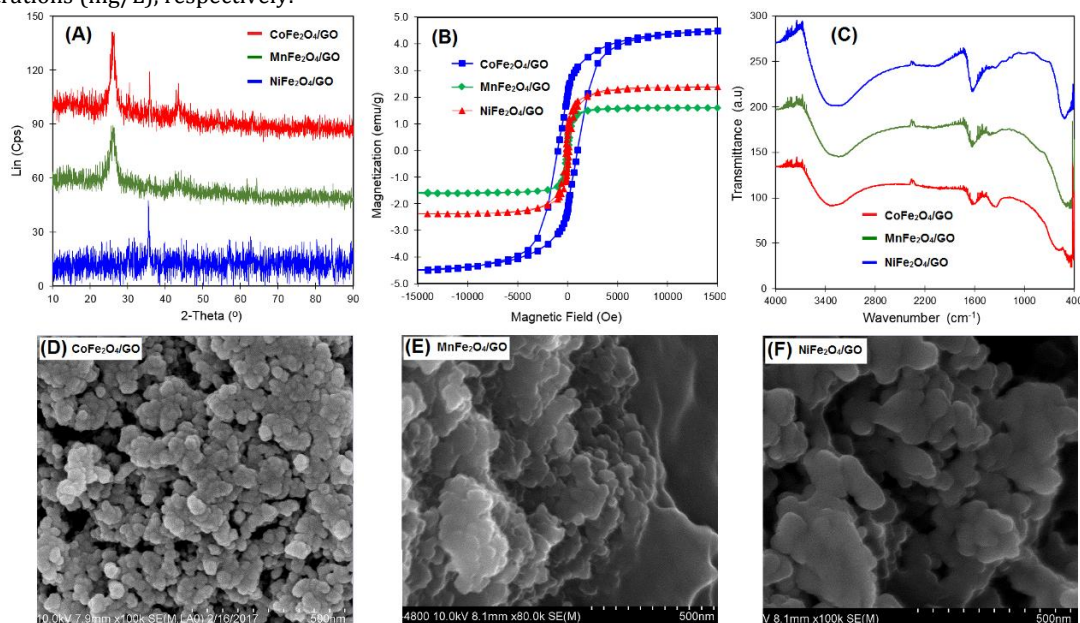 rations (mg/L), respectively.
(A)
CoFe₂O₄/GO
MnFe₂O₄/GO
NiFe₂O₄/GO
Lin (Cps)
150
120
90
60
30
0
10 20 30 40 50 60 70 80 90
2-Theta (º)
(B)
CoFe₂O₄/GO
MnFe₂O₄/GO
NiFe₂O₄/GO
Magnetization (emu/g)
5.0
4.0
3.0
2.0
1.0
0.0
-1.0
-2.0
-3.0
-4.0
-5.0
-15000 -10000 -5000 0 5000 10000 1500
Magnetic Field (Oe)
(C)
Transmittance (a.u)
300
250
200
150
100
50
0
CoFe₂O₄/GO
MnFe₂O₄/GO
NiFe₂O₄/GO
4000 3400 2800 2200 1600 1000 400
Wavenumber (cm⁻¹)
(D) CoFe₂O₄/GO
10.0kV 7.9mm x100k SE(M,LA0) 2/16/2017 500nm
(E) MnFe₂O₄/GO
-4800 10.0kV 8.1mm x80.0k SE(M) 500nm
(F) NiFe₂O₄/GO
V 8.1mm x100k SE(M) 500nm